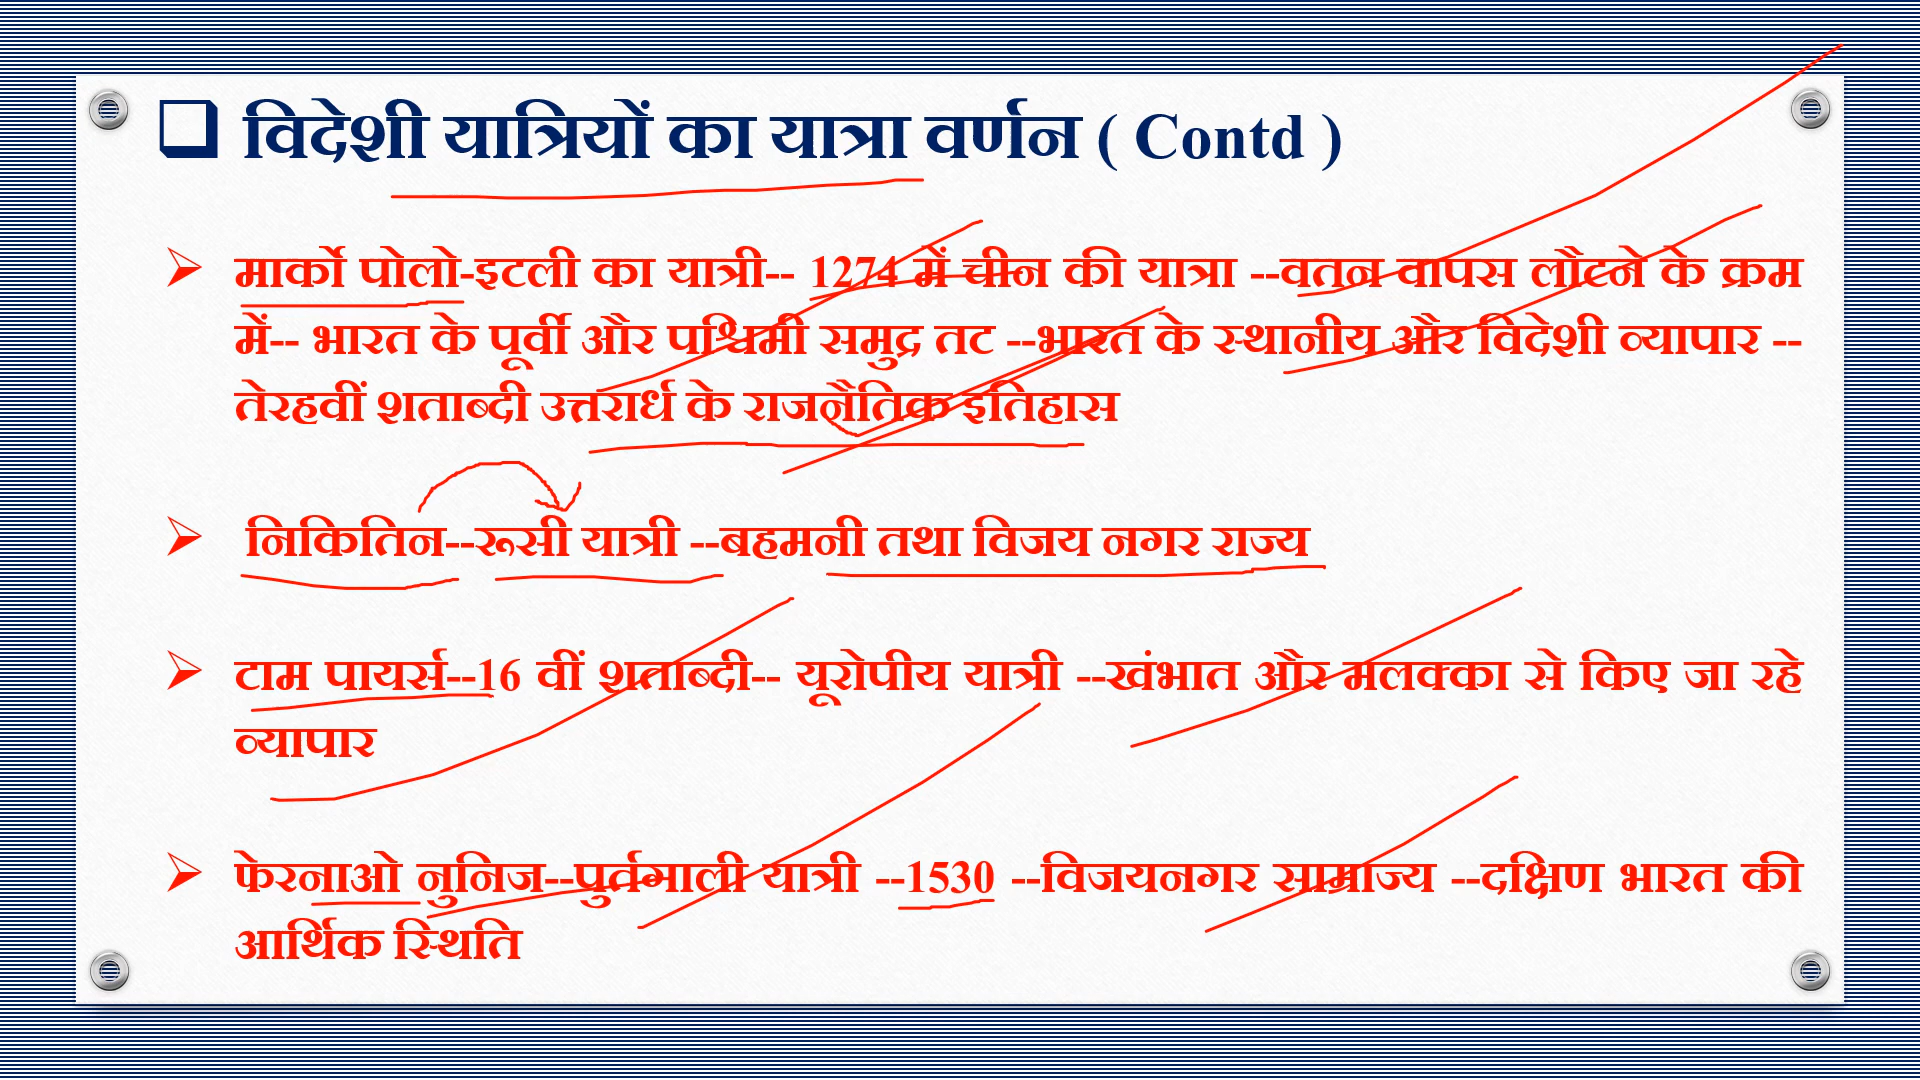 विदेशी यात्रियों का यात्रा वर्णन ( Contd )
मार्को पोलो-इटली का यात्री-- 1274 में चीन की यात्रा --वतन वापस लौटने के क्रम
में-- भारत के पूर्वी और पश्चिमी समुद्र तट --भारत के स्थानीय और विदेशी व्यापार --
तेरहवीं शताब्दी उत्तरार्ध के राजनैतिक इतिहास
निकितिन--रूसी यात्री --बहमनी तथा विजय नगर राज्य
टाम पायर्स--16 वीं शताब्दी-- यूरोपीय यात्री --खंभात और मलक्का से किए जा रहे
व्यापार
फेरनाओ नुनिज--पुर्तगाली यात्री --1530 --विजयनगर साम्राज्य --दक्षिण भारत की
आर्थिक स्थिति